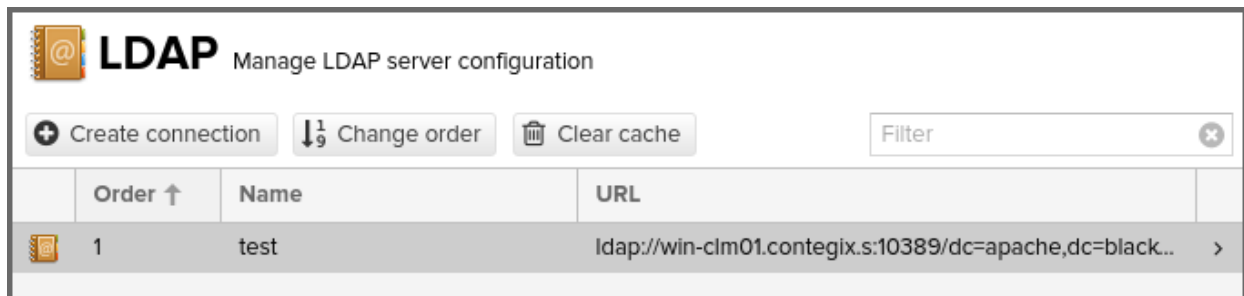 LDAP Manage LDAP server configuration
Create connection Change order Clear cache Filter
Order Name URL
1 test ldap://win-clm01.contegix.s:10389/dc=apache,dc=black...